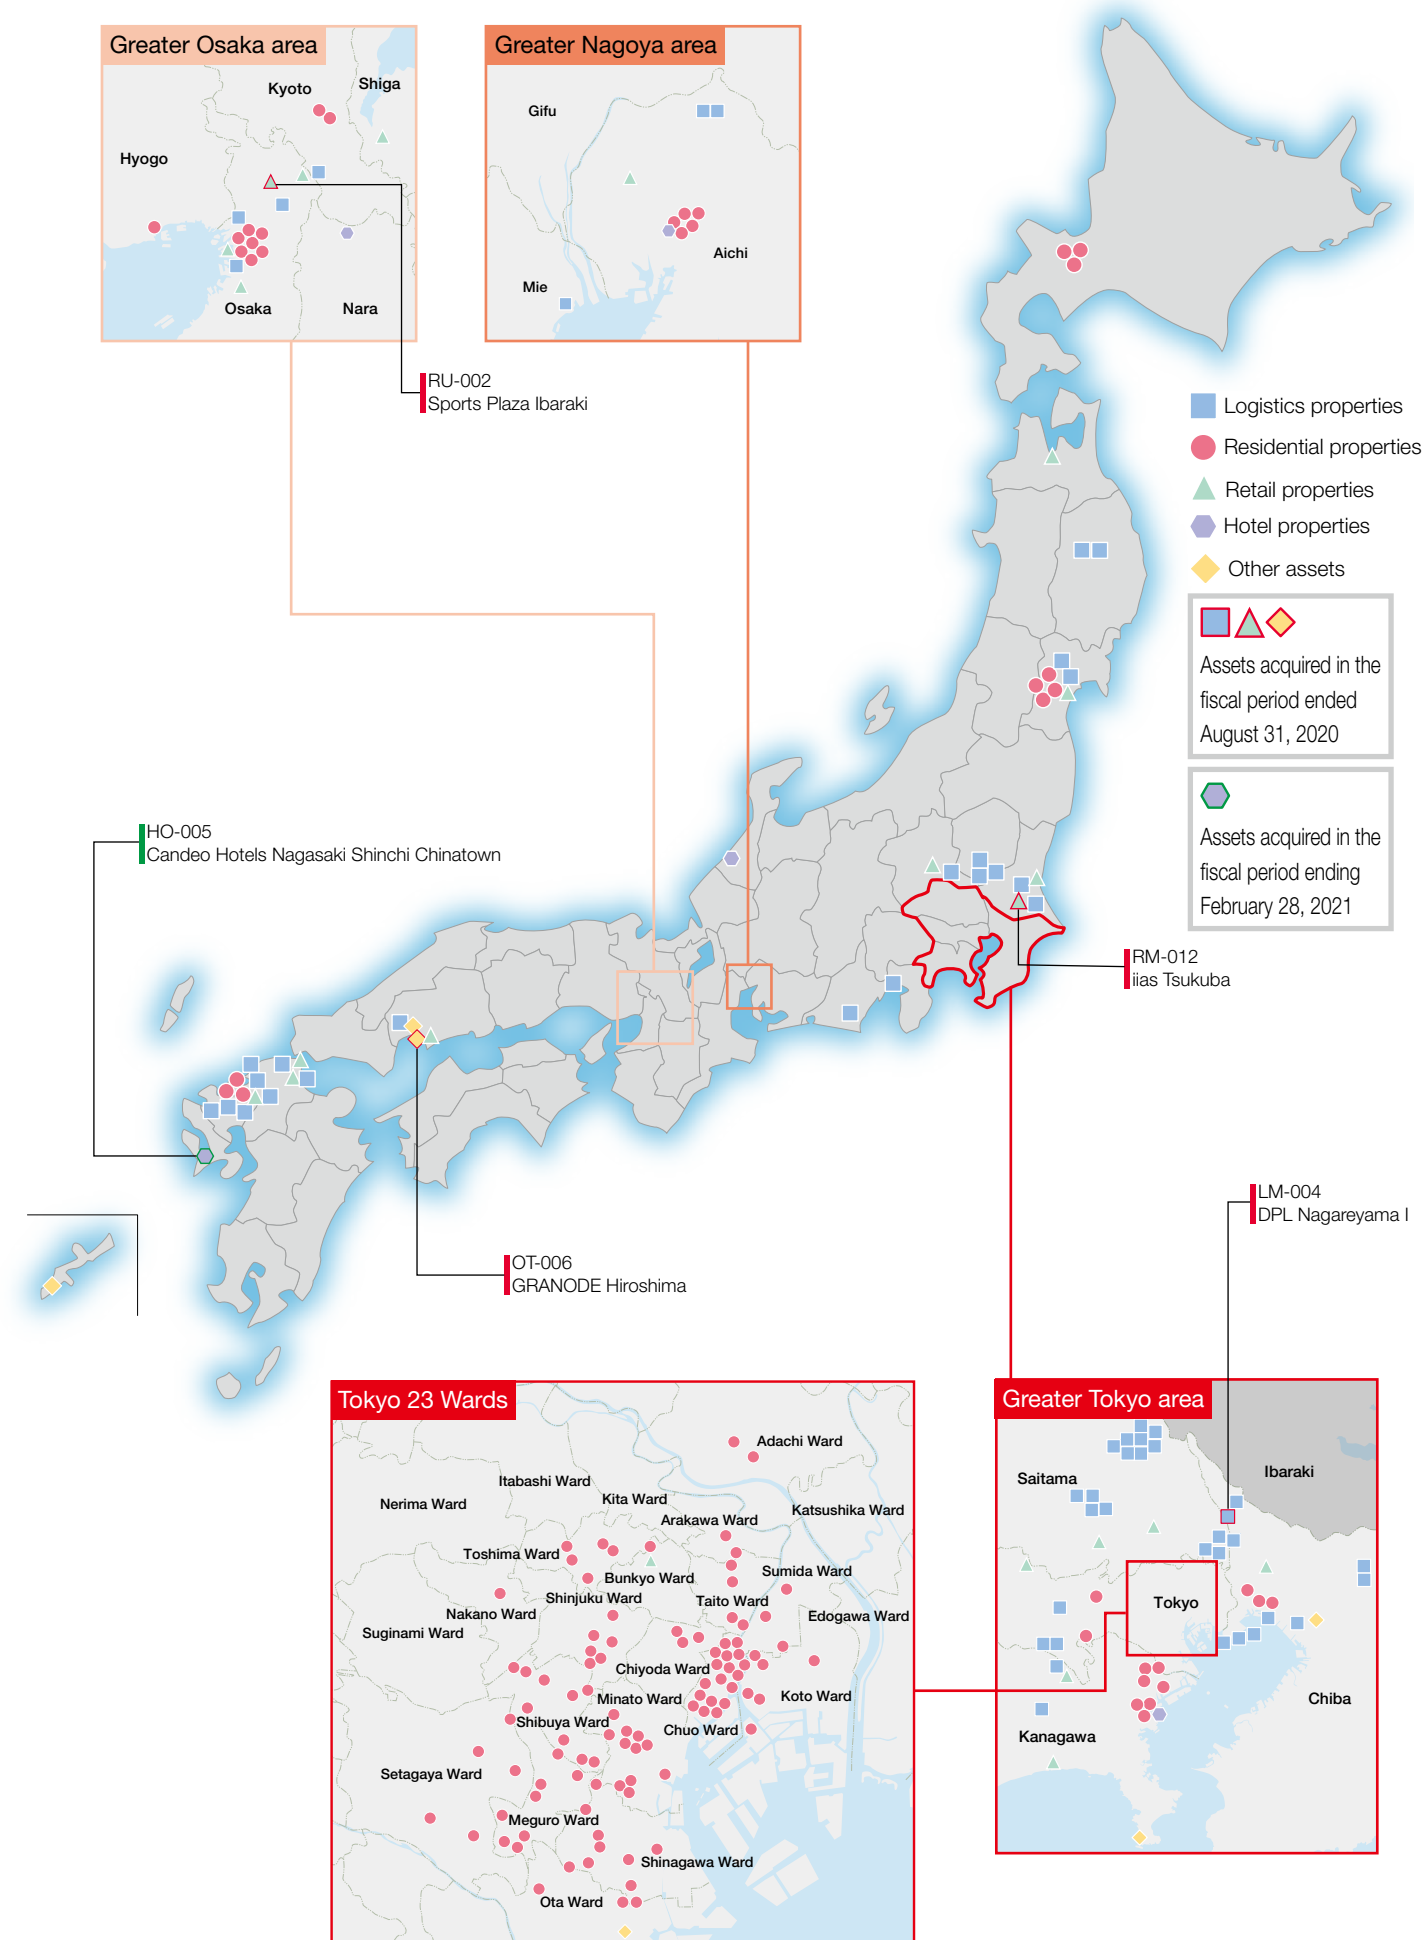 Greater Osaka area
Kyoto
Shiga
Hyogo
Osaka
Nara
Greater Nagoya area
Gifu
Aichi
Mie
RU-002
Sports Plaza Ibaraki
Logistics properties
Residential properties
Retail properties
Hotel properties
Other assets
Assets acquired in the
fiscal period ended
August 31, 2020
Assets acquired in the
fiscal period ending
February 28, 2021
HO-005
Candeo Hotels Nagasaki Shinchi Chinatown
RM-012
iias Tsukuba
LM-004
DPL Nagareyama I
OT-006
GRANODE Hiroshima
Tokyo 23 Wards
Adachi Ward
Itabashi Ward
Nerima Ward
Kita Ward
Katsushika Ward
Arakawa Ward
Toshima Ward
Bunkyo Ward
Sumida Ward
Shinjuku Ward
Taito Ward
Nakano Ward
Edogawa Ward
Suginami Ward
Chiyoda Ward
Minato Ward
Koto Ward
Shibuya Ward
Chuo Ward
Setagaya Ward
Meguro Ward
Shinagawa Ward
Ota Ward
Greater Tokyo area
Saitama
Ibaraki
Tokyo
Chiba
Kanagawa